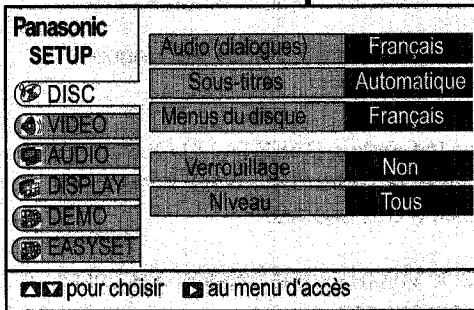 Panasonic
SETUP
DISC
VIDEO
AUDIO
DISPLAY
DEMO
EASYSET
Audio (dialogues) Français
Sous-titres Automatique
Menus du disque Français
Verrouillage Non
Niveau Tous
pour choisir au menu d'accès